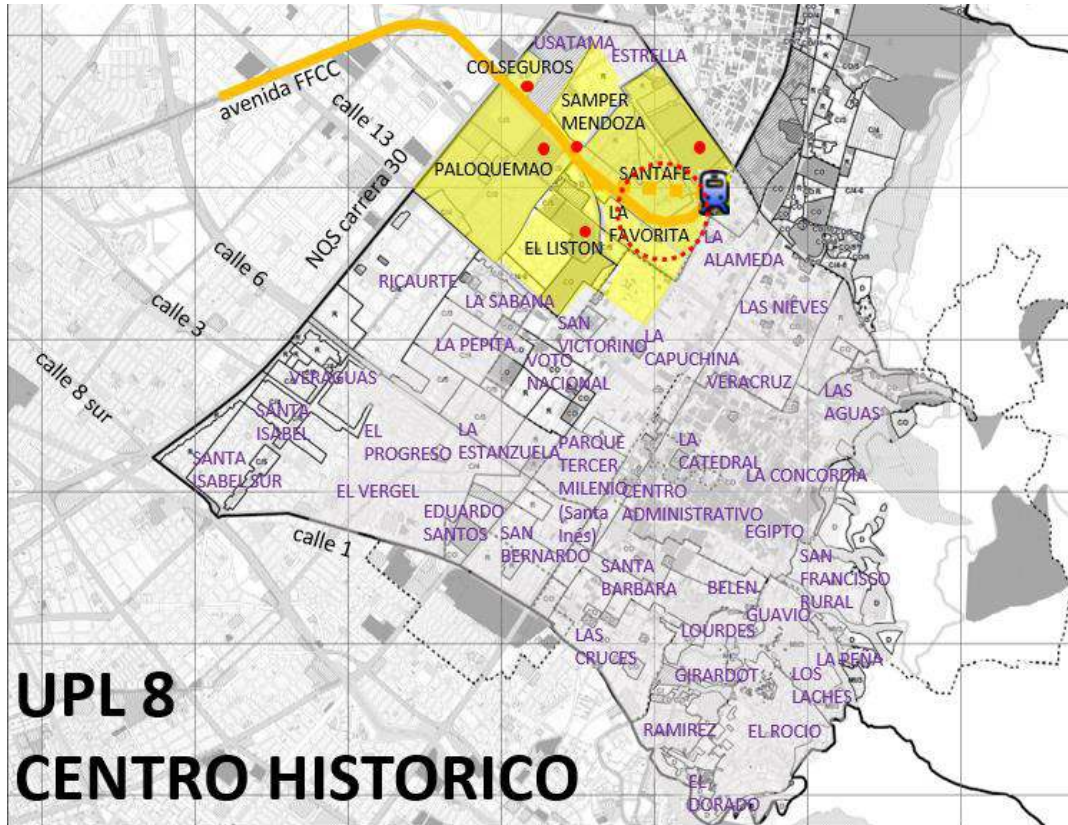 USATAMA
ESTRELLA
COLSEGUROS
avenida FFCC
calle 13
SAMPER
MENDOZA
PALOQUEMAO
SANTAFE
NQS carrera 30
LA
FAVORITA
EL LISTON
LA
ALAMEDA
calle 6
RICAURTE
LA SABANA
LAS NIEVES
calle 3
SAN
VICTORINO
LA PEPITA
LA
CAPUCHINA
VOTO
NACIONAL
calle 8 sur
VERAGUAS
VERACRUZ
LAS
AGUAS
SANTA
ISABEL
EL
PROGRESO
LA
ESTANZUELA
PARQUE
TERCER
MILENIO
(Santa
Inés)
LA
CATEDRAL
SANTA
ISABEL SUR
LA CONCORDIA
EL VERGEL
CENTRO
ADMINISTRATIVO
EDUARDO
SANTOS
SAN
BERNARDO
EGIPTO
calle 1
SANTA
BARBARA
BELEN
SAN
FRANCISCO
RURAL
GUAVIO
LAS
CRUCES
LOURDES
LA PEÑA
GIRARDOT
LOS
LACHES
RAMIREZ
EL ROCIO
EL
DORADO
UPL 8
CENTRO HISTORICO